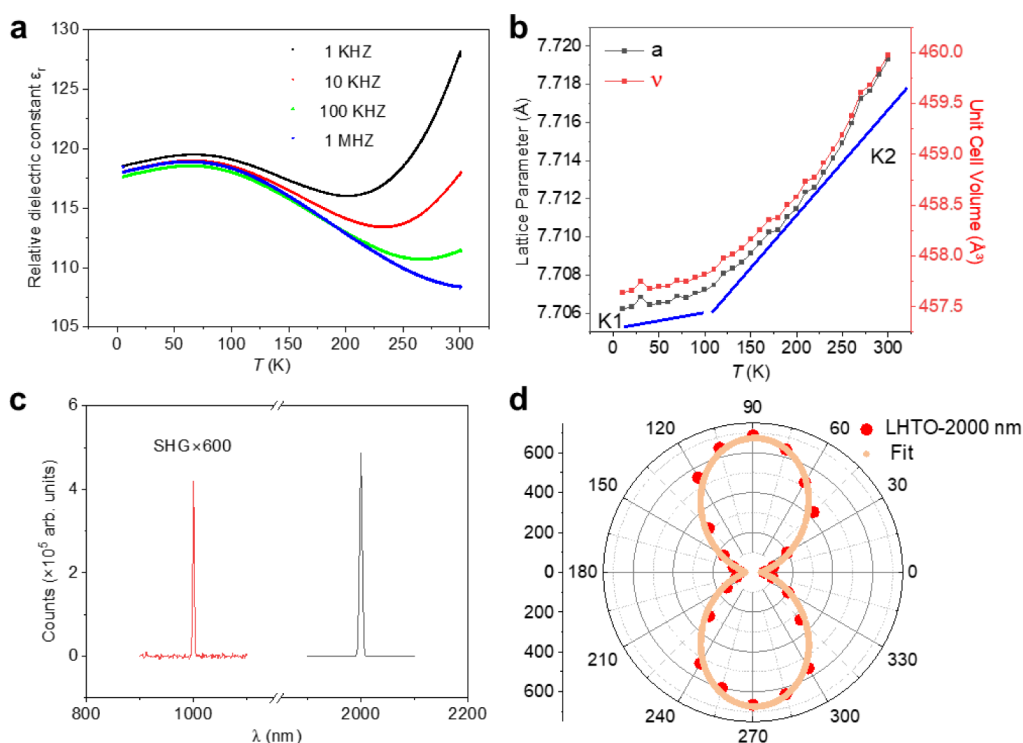 a
130
125
120
115
110
105
Relative dielectric constant εr
1 KHZ
10 KHZ
100 KHZ
1 MHZ
0
50
100
150
200
250
300
T (K)
b
7.720
7.718
7.716
7.714
7.712
7.710
7.708
7.706
Lattice Parameter (Å)
a
ν
K1
K2
460.0
459.5
459.0
458.5
458.0
457.5
Unit Cell Volume (Å³)
0
50
100
150
200
250
300
T (K)
c
6
4
2
0
Counts (×10⁵ arb. units)
SHG×600
800
1000
2000
2200
λ (nm)
d
LHTO-2000 nm
Fit
90
120
60
150
30
180
0
210
330
240
300
270
600
400
200
0
200
400
600